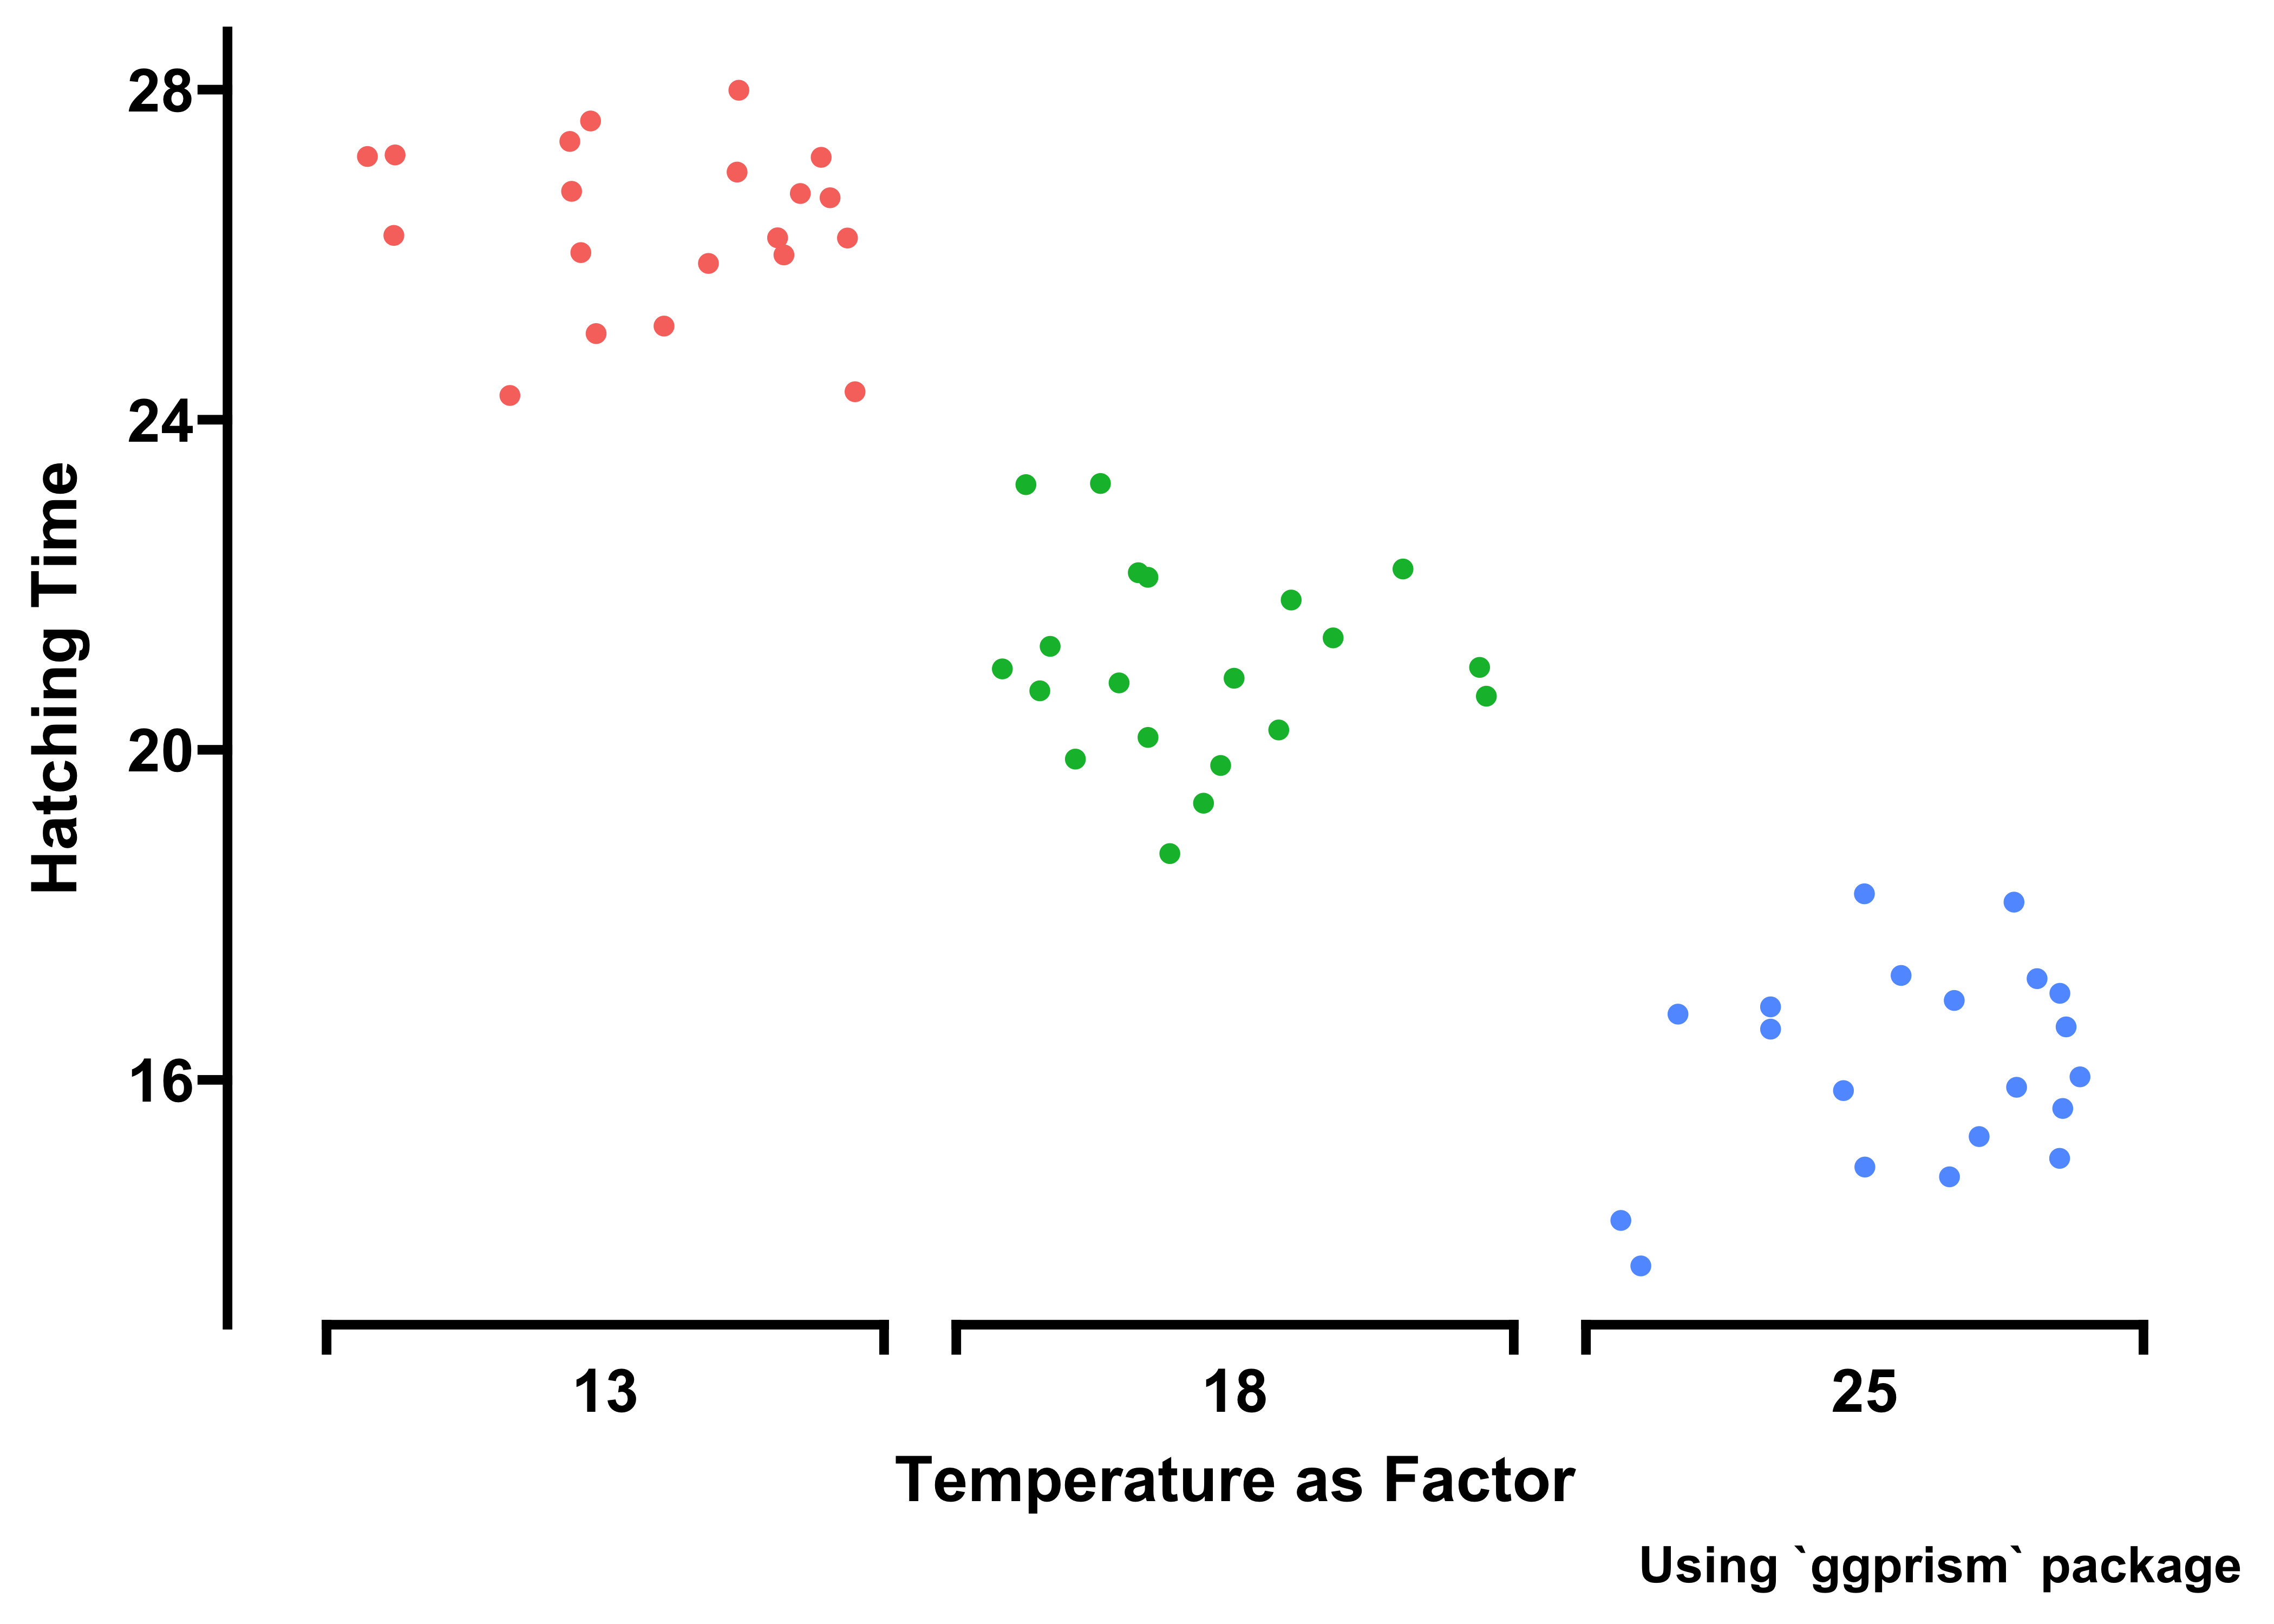 28
24
20
16
Hatching Time
13
18
25
Temperature as Factor
Using `ggprism` package